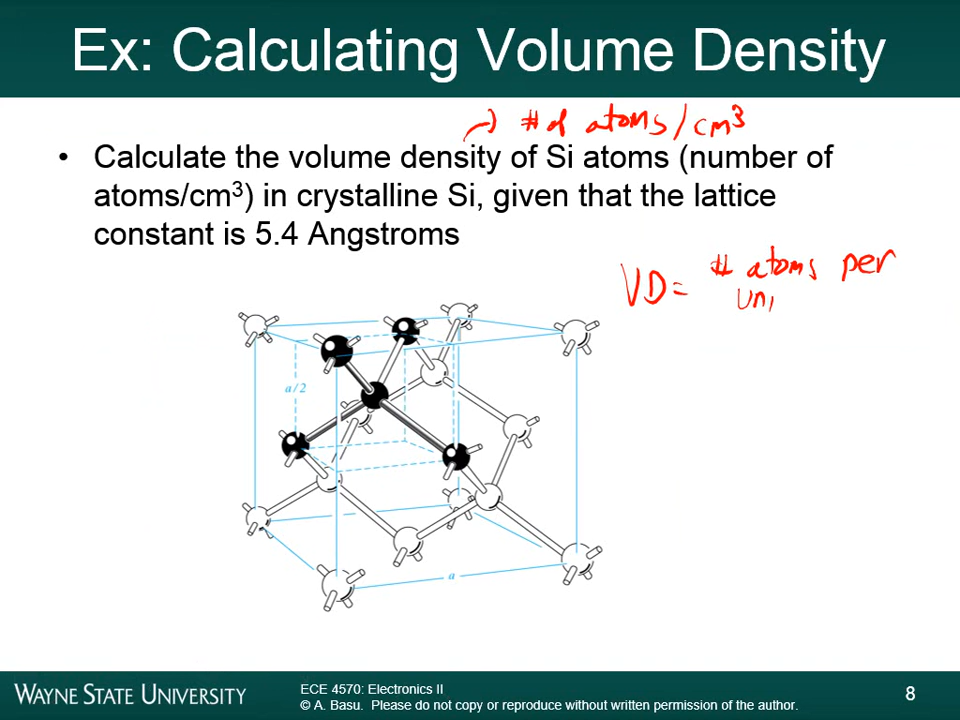 Ex: Calculating Volume Density
# of atoms/cm³
• Calculate the volume density of Si atoms (number of
atoms/cm³) in crystalline Si, given that the lattice
constant is 5.4 Angstroms
VD = # atoms per
Uni
a/2
a
WAYNE STATE UNIVERSITY
ECE 4570: Electronics II
© A. Basu. Please do not copy or reproduce without written permission of the author.
8